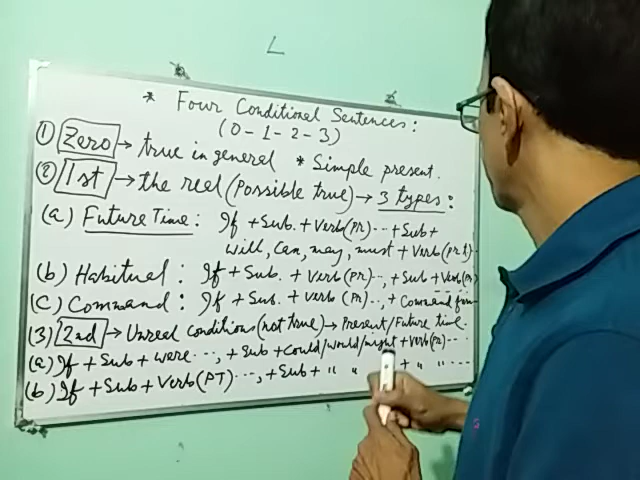 * Four Conditional Sentences:
(0-1-2-3)
① Zero → true in general * Simple present.
② 1st → the reel (possible true) → 3 types:
(a) Future Time: If + Sub. + Verb (PR) ... + Sub +
will, can, may, must + Verb (PR
(b) Habitual: If + Sub. + Verb (PR) .., + Sub + Verb (PR)
(C) Command: If + Sub. + verb (PR) .., + Command form
(3) 2nd → Unreal conditions (not true) → Present/Future time.
(a) If + Sub + were ..., + Sub + Could/would/might + verb (PR) ...
(b) If + Sub + Verb (PT) ..., + Sub + " " " + " " ...